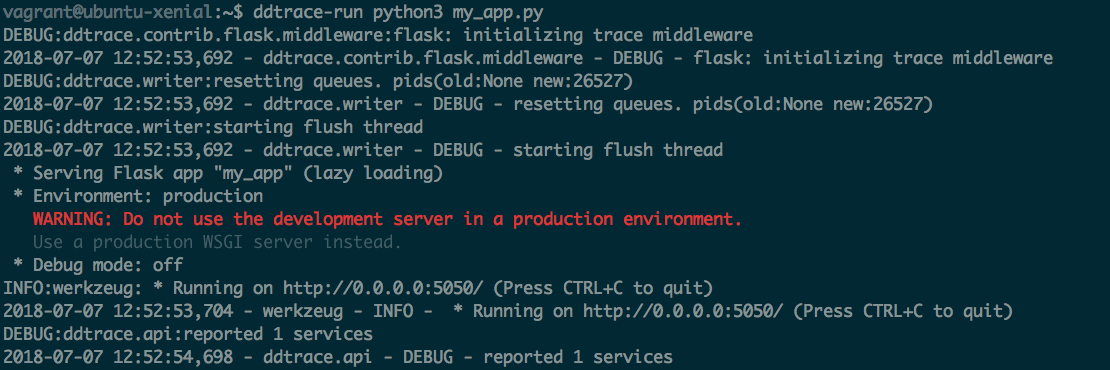 vagrant@ubuntu-xenial:~$ ddtrace-run python3 my_app.py
DEBUG:ddtrace.contrib.flask.middleware:flask: initializing trace middleware
2018-07-07 12:52:53,692 - ddtrace.contrib.flask.middleware - DEBUG - flask: initializing trace middleware
DEBUG:ddtrace.writer:resetting queues. pids(old:None new:26527)
2018-07-07 12:52:53,692 - ddtrace.writer - DEBUG - resetting queues. pids(old:None new:26527)
DEBUG:ddtrace.writer:starting flush thread
2018-07-07 12:52:53,692 - ddtrace.writer - DEBUG - starting flush thread
 * Serving Flask app "my_app" (lazy loading)
 * Environment: production
   WARNING: Do not use the development server in a production environment.
   Use a production WSGI server instead.
 * Debug mode: off
INFO:werkzeug: * Running on http://0.0.0.0:5050/ (Press CTRL+C to quit)
2018-07-07 12:52:53,704 - werkzeug - INFO -  * Running on http://0.0.0.0:5050/ (Press CTRL+C to quit)
DEBUG:ddtrace.api:reported 1 services
2018-07-07 12:52:54,698 - ddtrace.api - DEBUG - reported 1 services